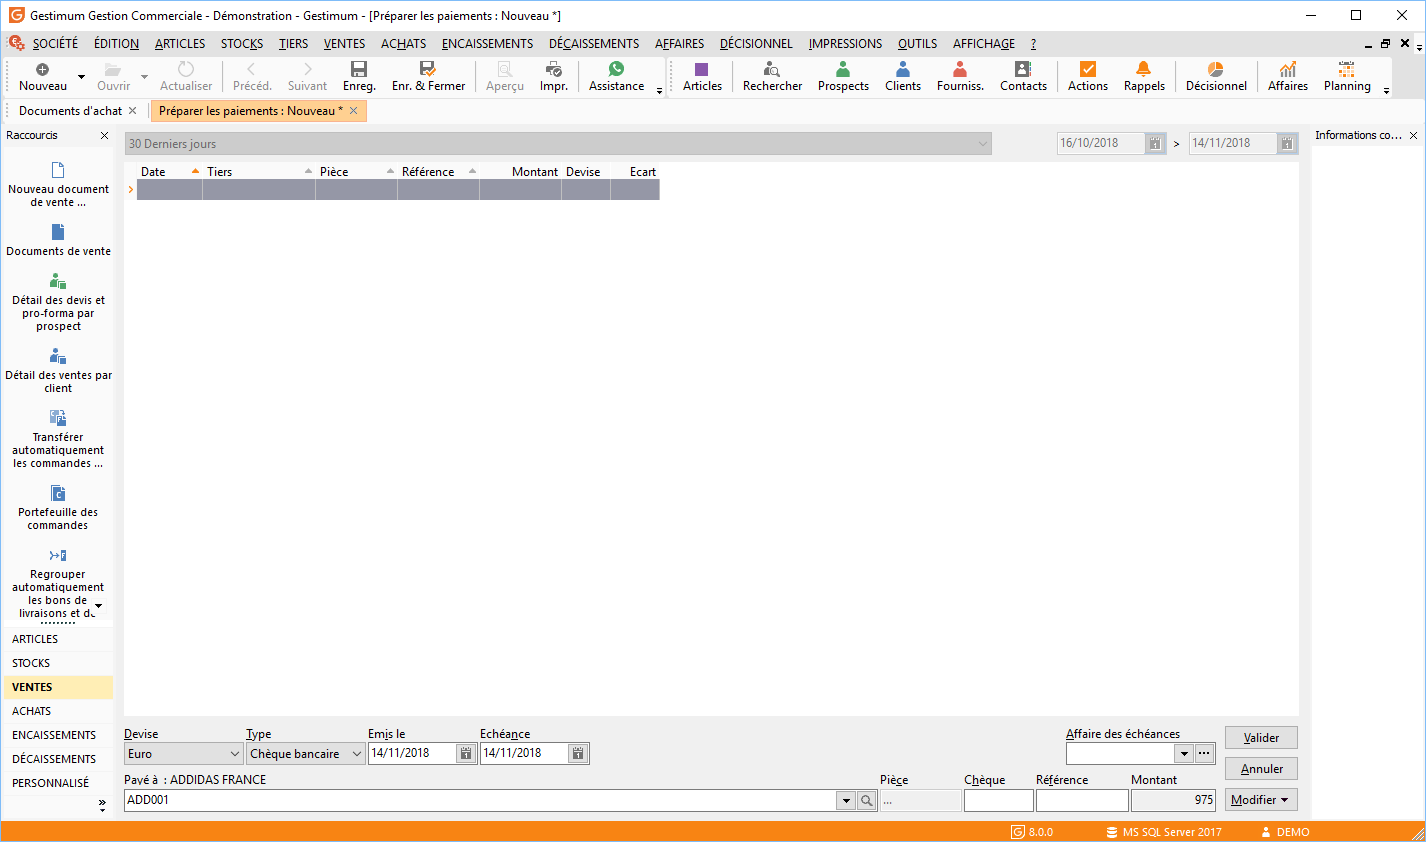 Gestimum Gestion Commerciale - Démonstration - Gestimum - [Préparer les paiements : Nouveau *]
SOCIÉTÉ ÉDITION ARTICLES STOCKS TIERS VENTES ACHATS ENCAISSEMENTS DÉCAISSEMENTS AFFAIRES DÉCISIONNEL IMPRESSIONS OUTILS AFFICHAGE ?
Nouveau Ouvrir Actualiser Précéd. Suivant Enreg. Enr. & Fermer Aperçu Impr. Assistance Articles Rechercher Prospects Clients Fourniss. Contacts Actions Rappels Décisionnel Affaires Planning
Documents d'achat Préparer les paiements : Nouveau *
Raccourcis
Nouveau document
de vente ...
Documents de vente
Détail des devis et
pro-forma par
prospect
Détail des ventes par
client
Transférer
automatiquement
les commandes ...
Portefeuille des
commandes
Regrouper
automatiquement
les bons de
livraisons et d
ARTICLES
STOCKS
VENTES
ACHATS
ENCAISSEMENTS
DÉCAISSEMENTS
PERSONNALISÉ
30 Derniers jours 16/10/2018 > 14/11/2018
Date Tiers Pièce Référence Montant Devise Ecart
Informations co...
Devise Type Emis le Echéance Affaire des échéances
Euro Chèque bancaire 14/11/2018 14/11/2018 ...
Valider
Annuler
Payé à : ADDIDAS FRANCE Pièce Chèque Référence Montant
ADD001 ... 975
Modifier
8.0.0 MS SQL Server 2017 DEMO